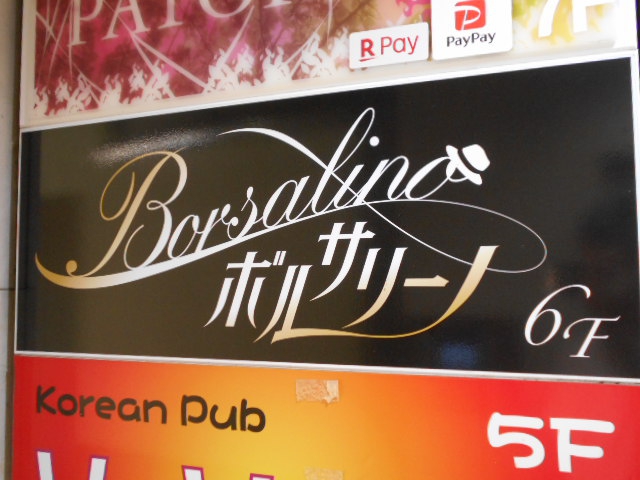 R Pay
PayPay
7F
Borsalino
ボルサリーノ
6F
Korean Pub
5F